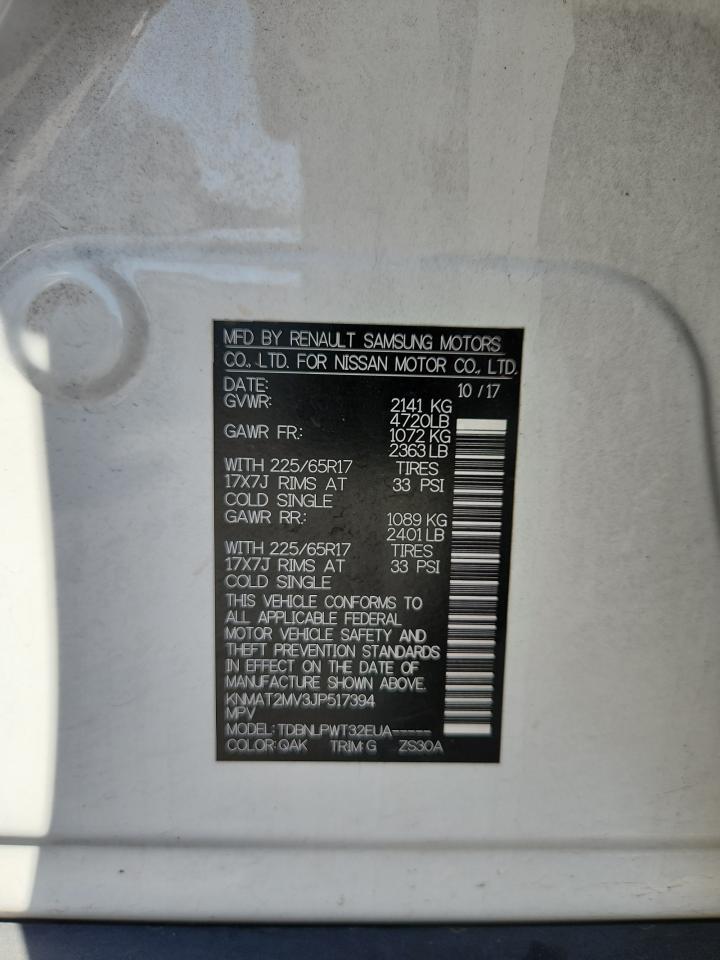 MFD BY RENAULT SAMSUNG MOTORS
CO., LTD. FOR NISSAN MOTOR CO., LTD.
DATE: 10 / 17
GVWR: 2141 KG
4720LB
GAWR FR: 1072 KG
2363 LB
WITH 225/65R17 TIRES
17X7J RIMS AT 33 PSI
COLD SINGLE
GAWR RR: 1089 KG
2401 LB
WITH 225/65R17 TIRES
17X7J RIMS AT 33 PSI
COLD SINGLE
THIS VEHICLE CONFORMS TO
ALL APPLICABLE FEDERAL
MOTOR VEHICLE SAFETY AND
THEFT PREVENTION STANDARDS
IN EFFECT ON THE DATE OF
MANUFACTURE SHOWN ABOVE.
KNMAT2MV3JP517394
MPV
MODEL: TDBNLPWT32EUA-----
COLOR: QAK TRIM: G ZS30A